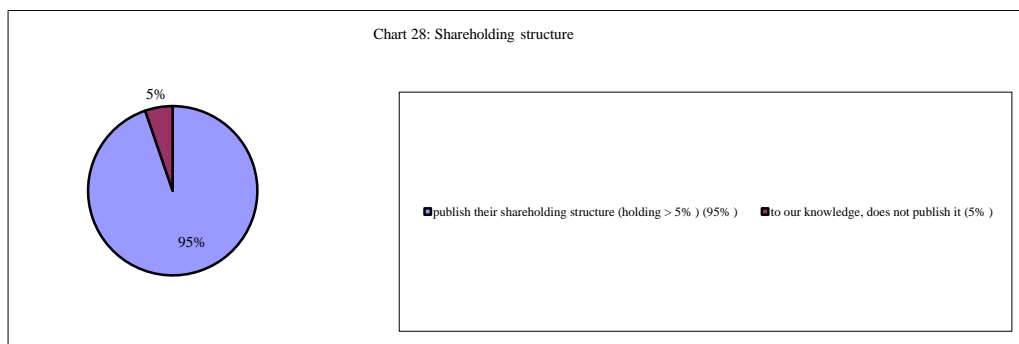 Chart 28: Shareholding structure
5%
95%
publish their shareholding structure (holding > 5% ) (95% )
to our knowledge, does not publish it (5% )